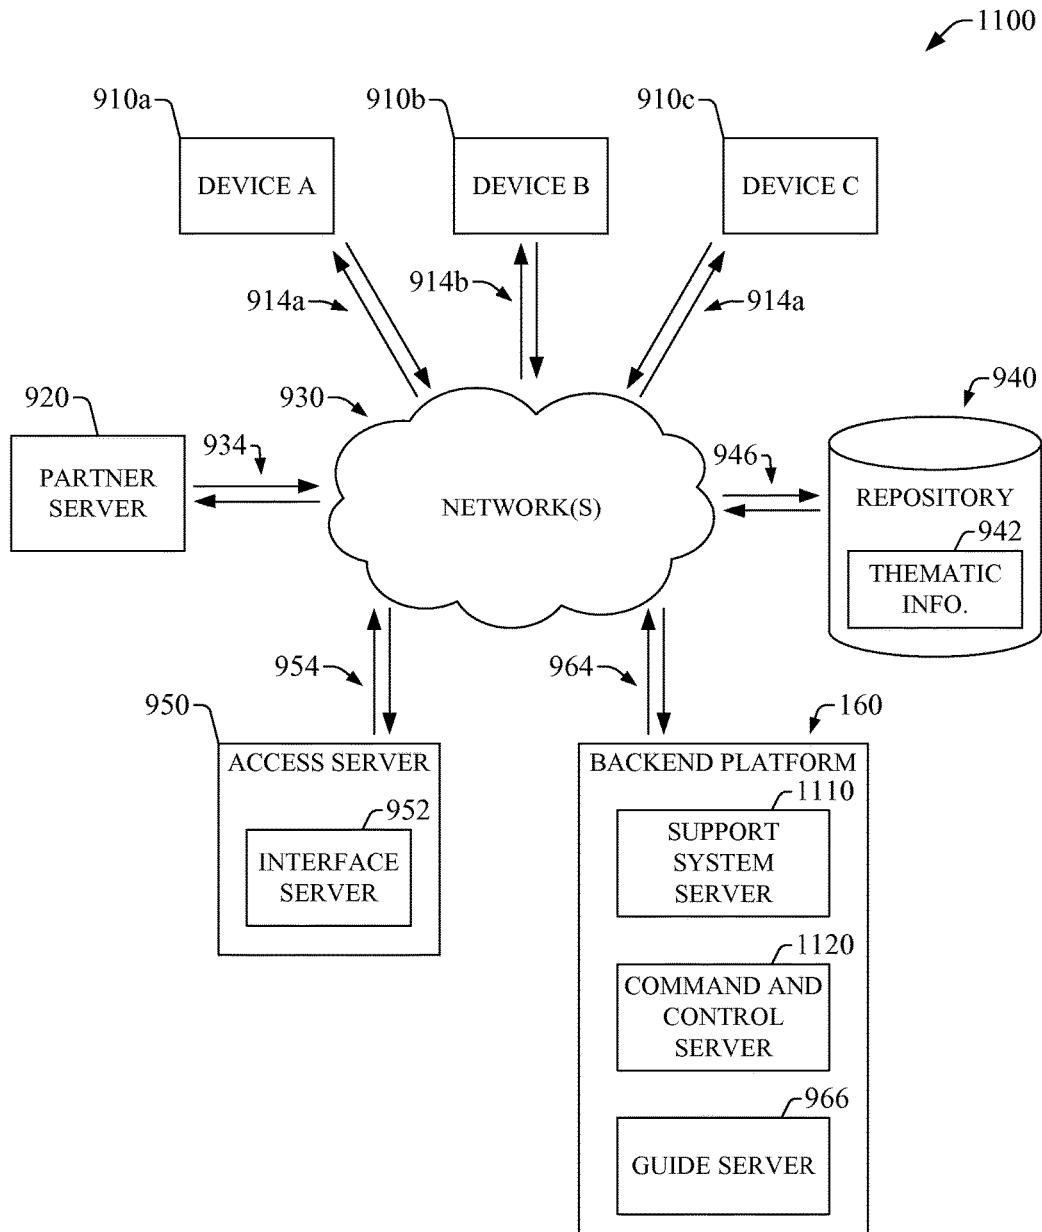 1100
910a
910b
910c
DEVICE A
DEVICE B
DEVICE C
914a
914b
914a
920
930
940
934
946
PARTNER
SERVER
NETWORK(S)
REPOSITORY
942
THEMATIC
INFO.
954
964
950
160
ACCESS SERVER
BACKEND PLATFORM
952
INTERFACE
SERVER
1110
SUPPORT
SYSTEM
SERVER
1120
COMMAND AND
CONTROL
SERVER
966
GUIDE SERVER